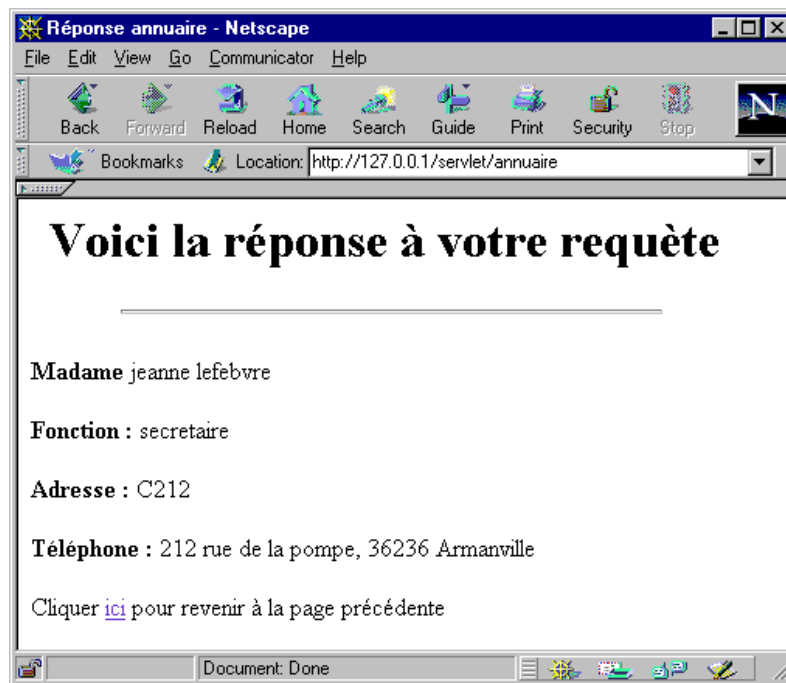 Réponse annuaire - Netscape
File Edit View Go Communicator Help
Back Forward Reload Home Search Guide Print Security Stop
N
Bookmarks Location: http://127.0.0.1/servlet/annuaire
Voici la réponse à votre requète
Madame jeanne lefebvre
Fonction : secretaire
Adresse : C212
Téléphone : 212 rue de la pompe, 36236 Armanville
Cliquer ici pour revenir à la page précédente
Document: Done